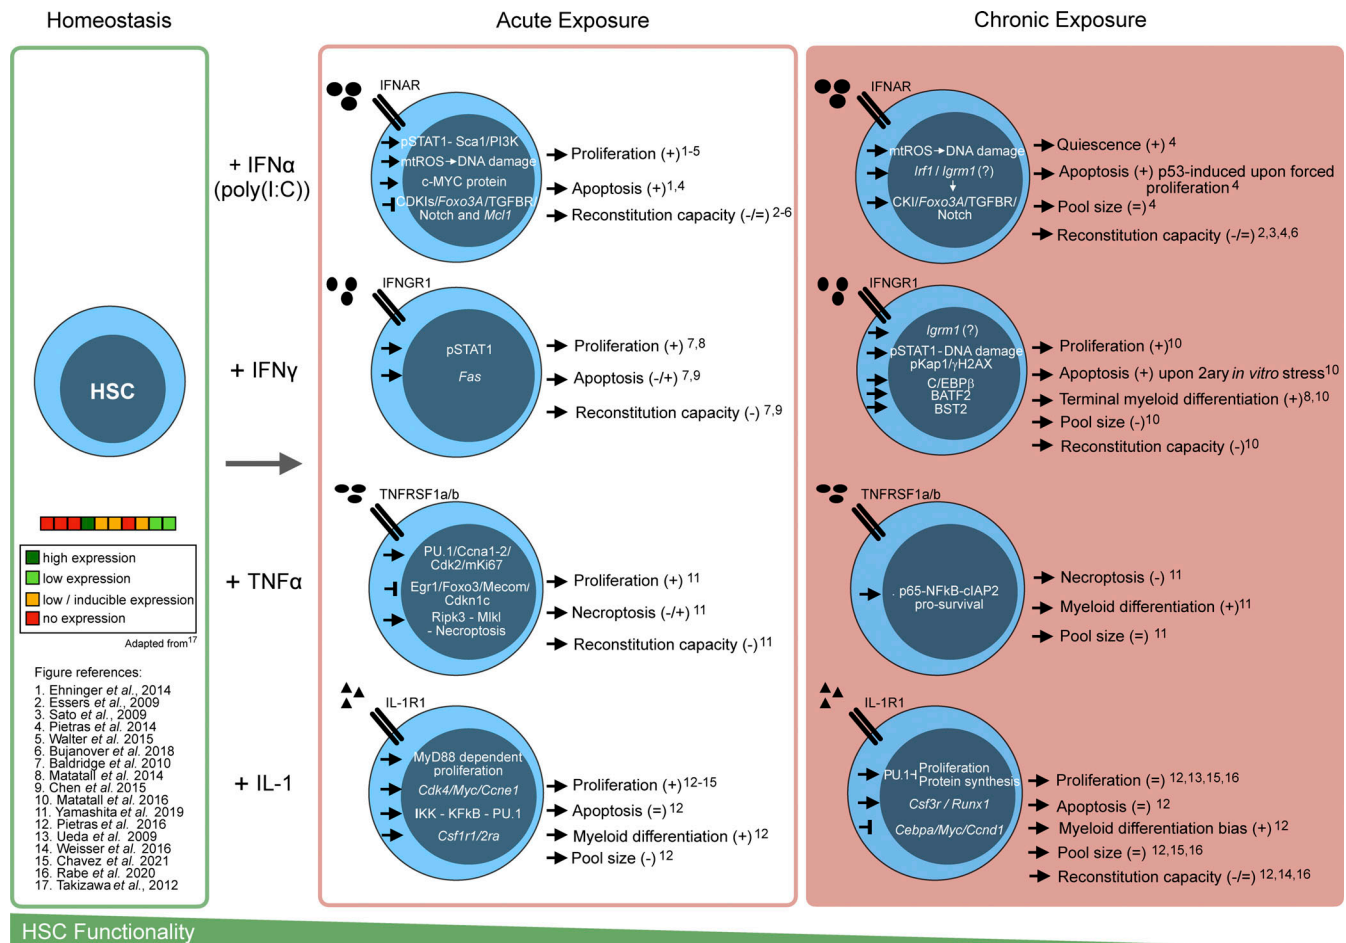 Homeostasis
Acute Exposure
Chronic Exposure
HSC
high expression
low expression
low / inducible expression
no expression
Adapted from17
Figure references:
1. Ehninger et al., 2014
2. Essers et al., 2009
3. Sato et al., 2009
4. Pietras et al. 2014
5. Walter et al. 2015
6. Bujanover et al. 2018
7. Baldridge et al. 2010
8. Matatall et al. 2014
9. Chen et al. 2015
10. Matatall et al. 2016
11. Yamashita et al. 2019
12. Pietras et al. 2016
13. Ueda et al. 2009
14. Weisser et al. 2016
15. Chavez et al. 2021
16. Rabe et al. 2020
17. Takizawa et al., 2012
+ IFNα
(poly(I:C))
IFNAR
pSTAT1- Sca1/PI3K
mtROS→DNA damage
c-MYC protein
CDKIs/Foxo3A/TGFBR/
Notch and Mcl1
Proliferation (+)1-5
Apoptosis (+)1,4
Reconstitution capacity (-/=) 2-6
IFNAR
mtROS→DNA damage
Irf1 / Igrm1 (?)
CKI/Foxo3A/TGFBR/
Notch
Quiescence (+) 4
Apoptosis (+) p53-induced upon forced
proliferation4
Pool size (=) 4
Reconstitution capacity (-/=) 2,3,4,6
+ IFNγ
IFNGR1
pSTAT1
Fas
Proliferation (+) 7,8
Apoptosis (-/+) 7,9
Reconstitution capacity (-) 7,9
IFNGR1
Igrm1 (?)
pSTAT1- DNA damage
pKap1/γH2AX
C/EBPβ
BATF2
BST2
Proliferation (+)10
Apoptosis (+) upon 2ary in vitro stress10
Terminal myeloid differentiation (+)8,10
Pool size (-)10
Reconstitution capacity (-)10
+ TNFα
TNFRSF1a/b
PU.1/Ccna1-2/
Cdk2/mKi67
Egr1/Foxo3/Mecom/
Cdkn1c
Ripk3 - Mlkl
- Necroptosis
Proliferation (+) 11
Necroptosis (-/+) 11
Reconstitution capacity (-)11
TNFRSF1a/b
. p65-NFkB-cIAP2
pro-survival
Necroptosis (-) 11
Myeloid differentiation (+)11
Pool size (=) 11
+ IL-1
IL-1R1
MyD88 dependent
proliferation
Cdk4/Myc/Ccne1
IKK - KFkB - PU.1
Csf1r1/2ra
Proliferation (+)12-15
Apoptosis (=) 12
Myeloid differentiation (+) 12
Pool size (-) 12
IL-1R1
PU.1⊣ Proliferation
Protein synthesis
Csf3r / Runx1
Cebpa/Myc/Ccnd1
Proliferation (=) 12,13,15,16
Apoptosis (=) 12
Myeloid differentiation bias (+) 12
Pool size (=) 12,15,16
Reconstitution capacity (-/=) 12,14,16
HSC Functionality